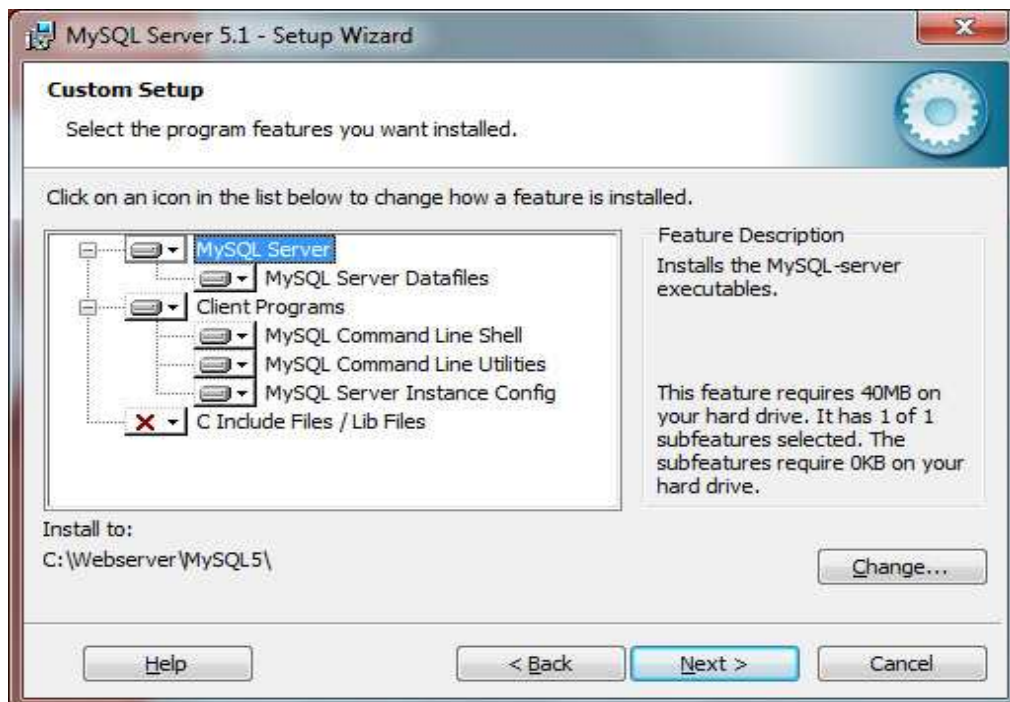 MySQL Server 5.1 - Setup Wizard
Custom Setup
Select the program features you want installed.
Click on an icon in the list below to change how a feature is installed.
MySQL Server
MySQL Server Datafiles
Client Programs
MySQL Command Line Shell
MySQL Command Line Utilities
MySQL Server Instance Config
C Include Files / Lib Files
Feature Description
Installs the MySQL-server
executables.
This feature requires 40MB on
your hard drive. It has 1 of 1
subfeatures selected. The
subfeatures require 0KB on your
hard drive.
Install to:
C:\Webserver\MySQL5\
Change...
Help
< Back
Next >
Cancel